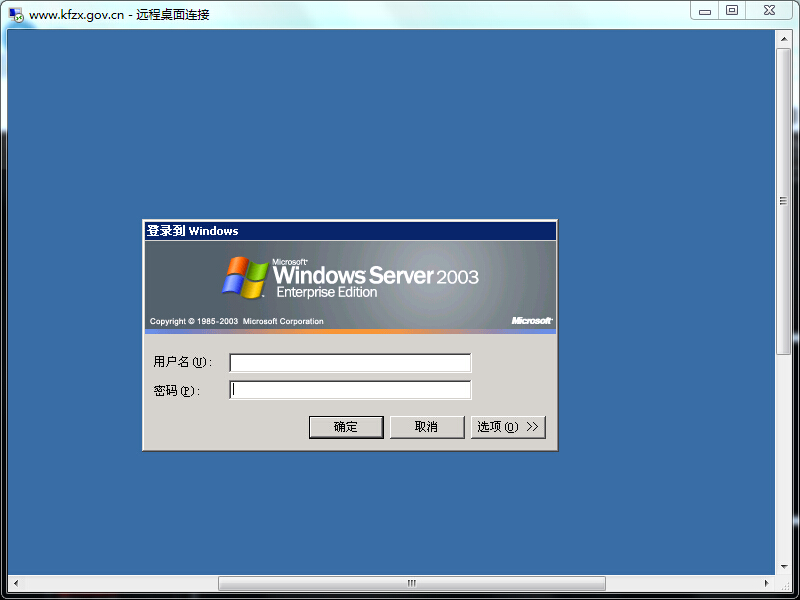 www.kfzx.gov.cn - 远程桌面连接
登录到 Windows
Microsoft
Windows Server 2003
Enterprise Edition
Copyright © 1985-2003 Microsoft Corporation
Microsoft
用户名(U):
密码(P):
确定
取消
选项(O) >>